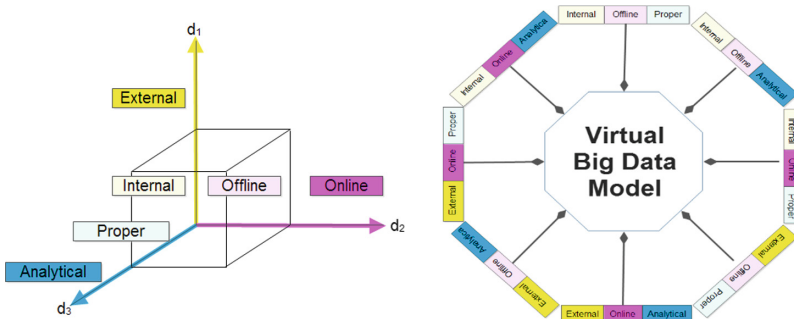 d1
External
Internal
Offline
Online
d2
Proper
Analytical
d3
Internal Offline Proper
Internal Offline Analytical
Internal Online Proper
External Offline Proper
External Online Analytical
Analytical Offline External
External Online Proper
Internal Online Analytical
Virtual
Big Data
Model